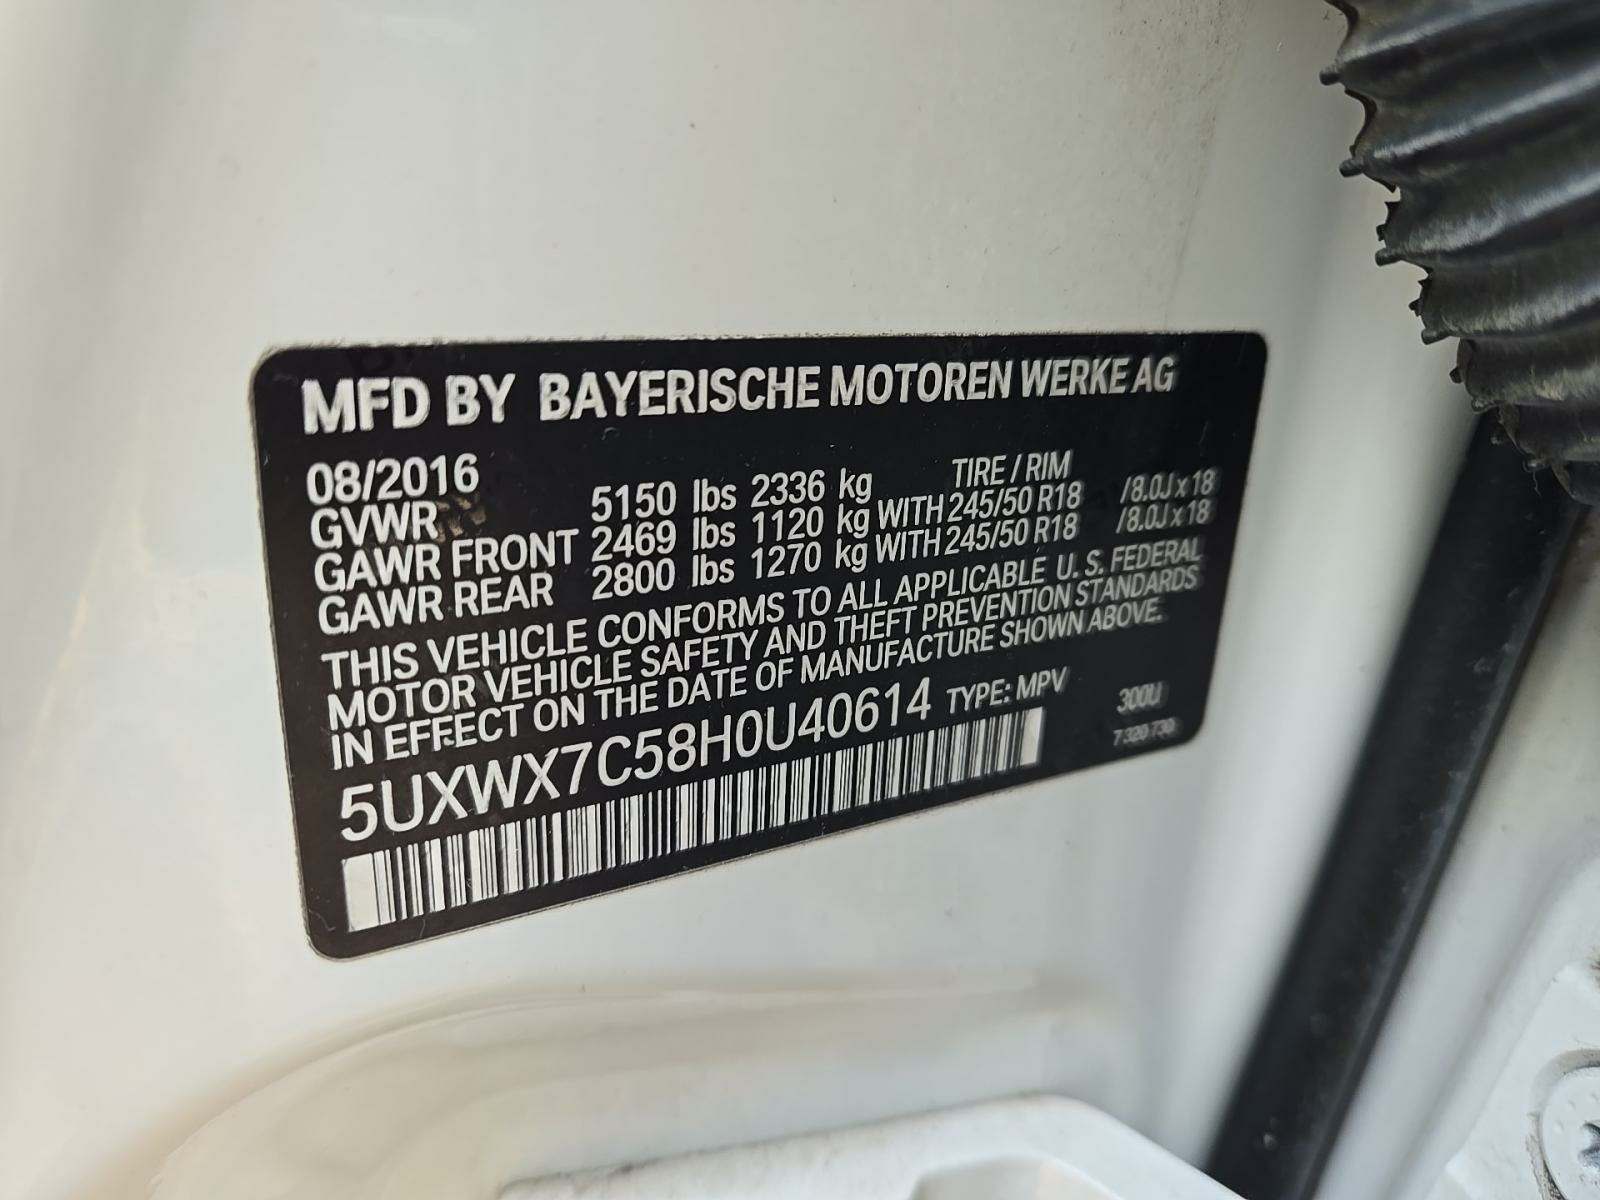 MFD BY BAYERISCHE MOTOREN WERKE AG
08/2016 TIRE / RIM
GVWR 5150 lbs 2336 kg
GAWR FRONT 2469 lbs 1120 kg WITH 245/50 R18 /8.0J x 18
GAWR REAR 2800 lbs 1270 kg WITH 245/50 R18 /8.0J x 18
THIS VEHICLE CONFORMS TO ALL APPLICABLE U. S. FEDERAL
MOTOR VEHICLE SAFETY AND THEFT PREVENTION STANDARDS
IN EFFECT ON THE DATE OF MANUFACTURE SHOWN ABOVE.
5UXWX7C58H0U40614 TYPE: MPV 300U
7 320 730